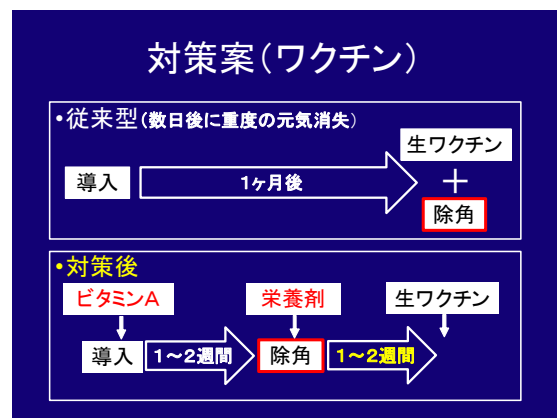 対策案（ワクチン）
•従来型（数日後に重度の元気消失）
生ワクチン
導入
1ヶ月後
＋
除角
•対策後
ビタミンA
栄養剤
生ワクチン
導入
1～2週間
除角
1～2週間